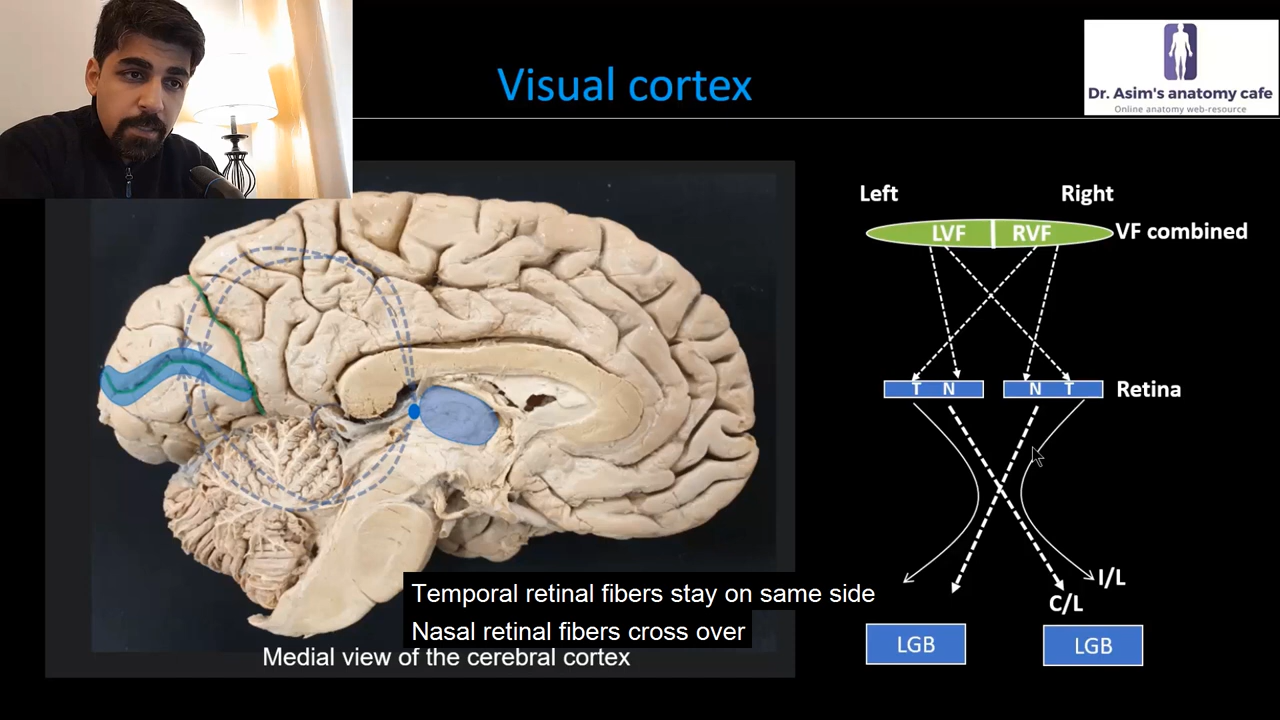 Visual cortex
Dr. Asim's anatomy cafe
Online anatomy web-resource
Left
Right
LVF
RVF
VF combined
T N
N T
Retina
I/L
C/L
LGB
LGB
Temporal retinal fibers stay on same side
Nasal retinal fibers cross over
Medial view of the cerebral cortex